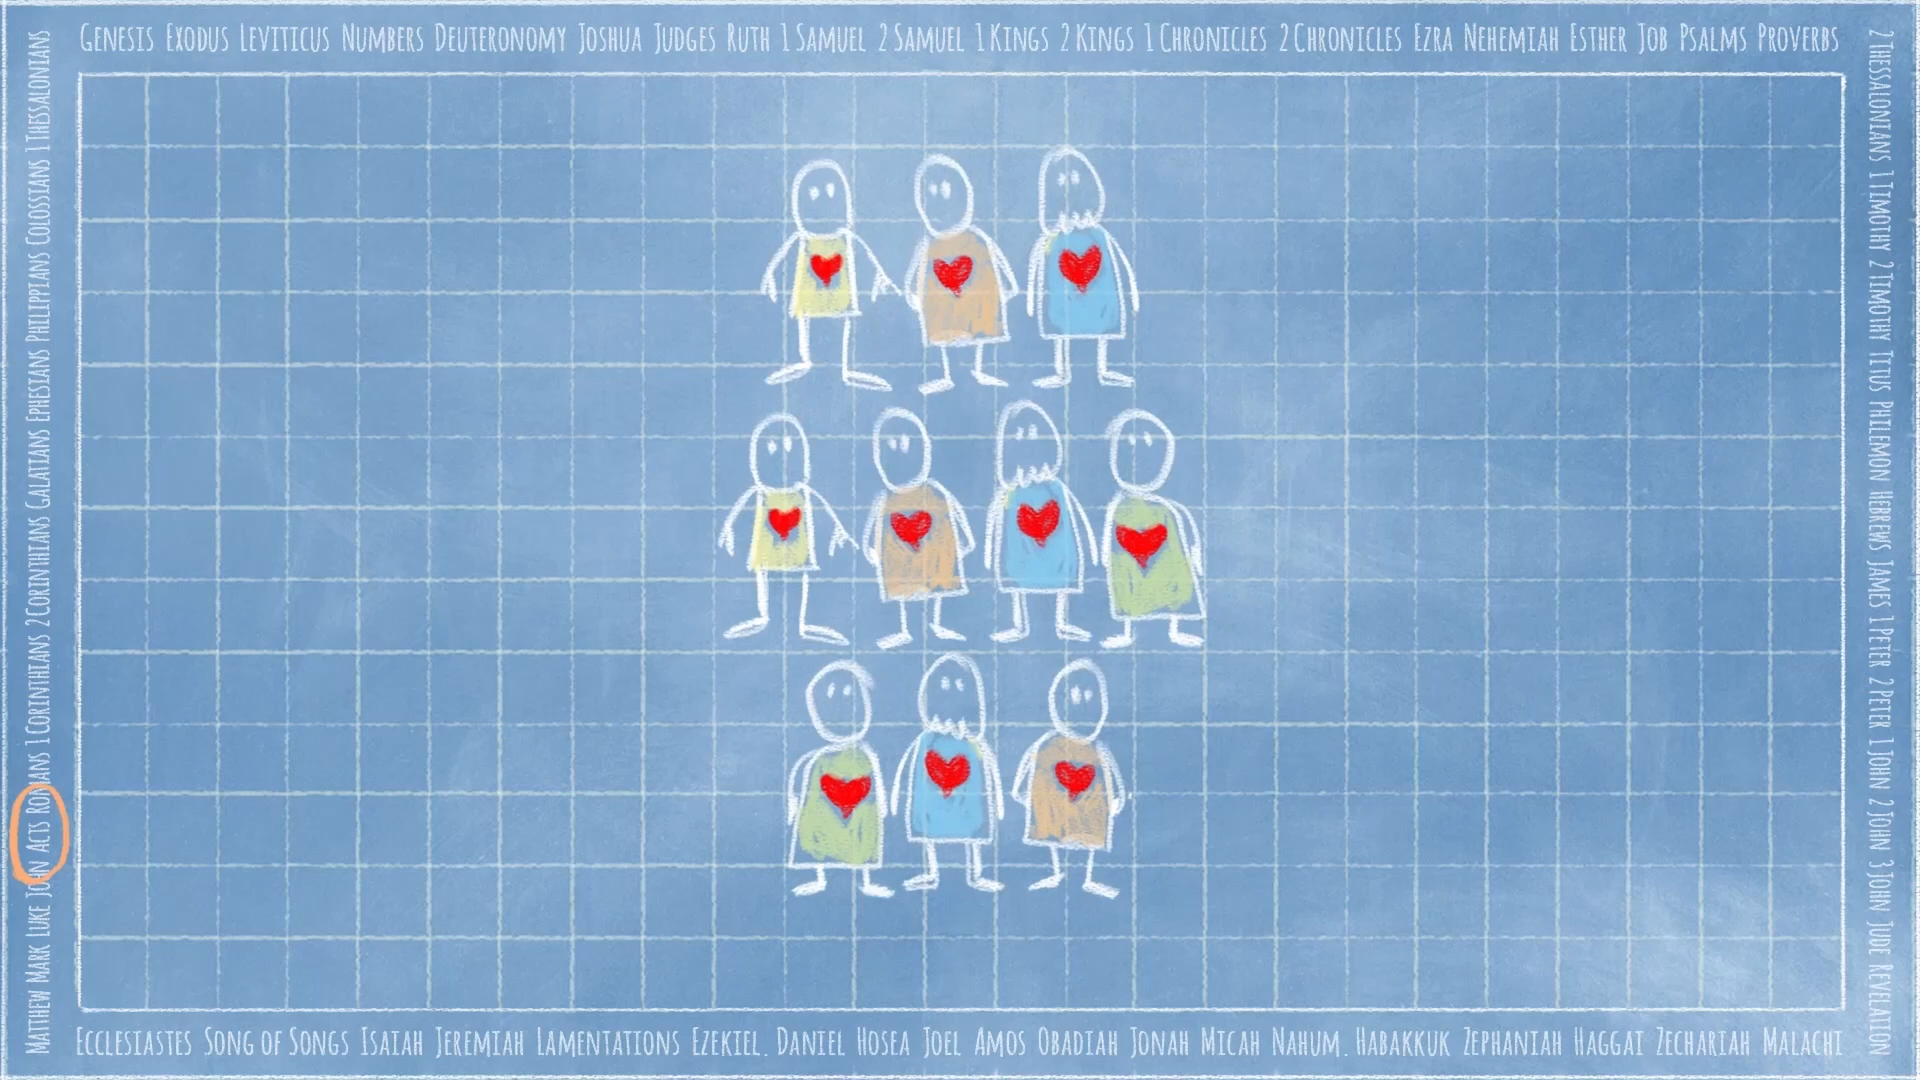 Genesis Exodus Leviticus Numbers Deuteronomy Joshua Judges Ruth 1 Samuel 2 Samuel 1 Kings 2 Kings 1 Chronicles 2 Chronicles Ezra Nehemiah Esther Job Psalms Proverbs
Ecclesiastes Song of Songs Isaiah Jeremiah Lamentations Ezekiel. Daniel Hosea Joel Amos Obadiah Jonah Micah Nahum. Habakkuk Zephaniah Haggai Zechariah Malachi
Matthew Mark Luke John Acts Romans 1 Corinthians 2 Corinthians Galatians Ephesians Philippians Colossians 1 Thessalonians
2 Thessalonians 1 Timothy 2 Timothy Titus Philemon Hebrews James 1 Peter 2 Peter 1 John 2 John 3 John Jude Revelation